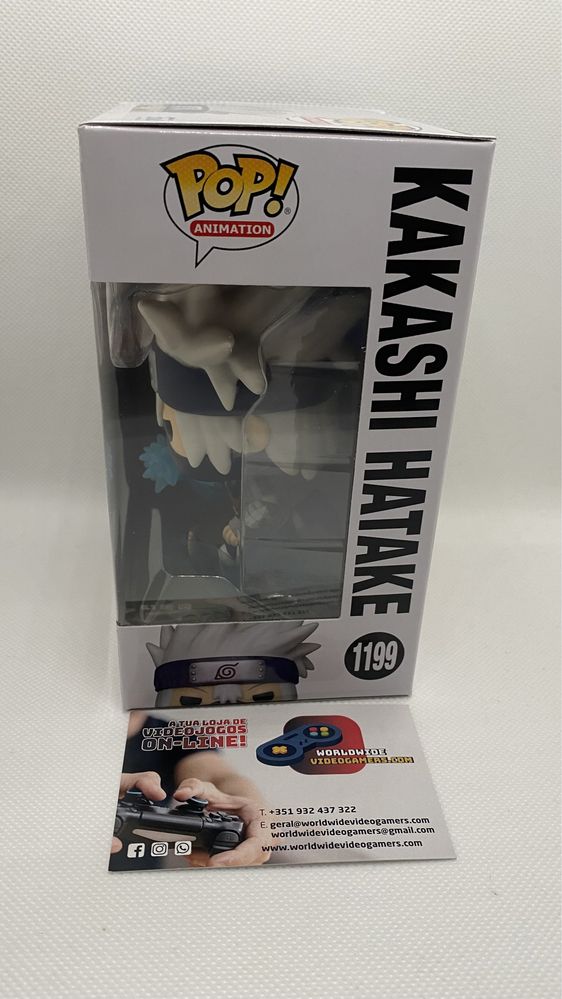 POP!
ANIMATION
KAKASHI HATAKE
1199
A TUA LOJA DE
VIDEOJOGOS
ON-LINE!
WORLDWIDE
VIDEOGAMERS.COM
T. +351 932 437 322
E. geral@worldwidevideogamers.com
worldwidevideogamers@gmail.com
www.worldwidevideogamers.com